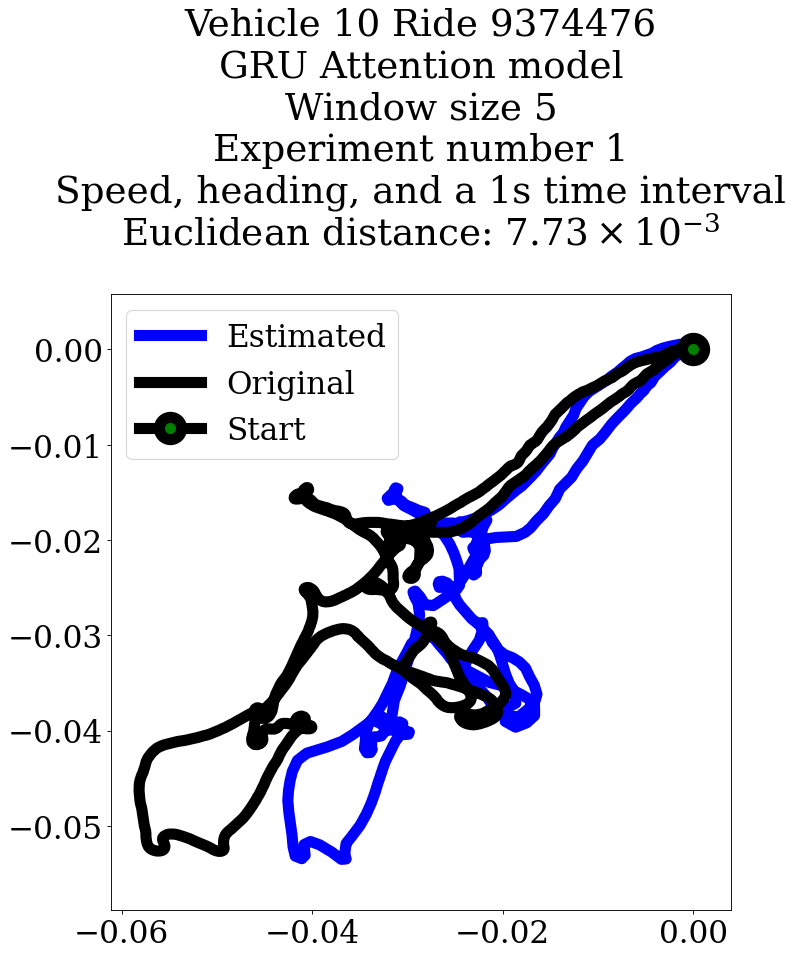 Vehicle 10 Ride 9374476
GRU Attention model
Window size 5
Experiment number 1
Speed, heading, and a 1s time interval
Euclidean distance: 7.73 × 10⁻³
Estimated
Original
Start
0.00
−0.01
−0.02
−0.03
−0.04
−0.05
−0.06 −0.04 −0.02 0.00